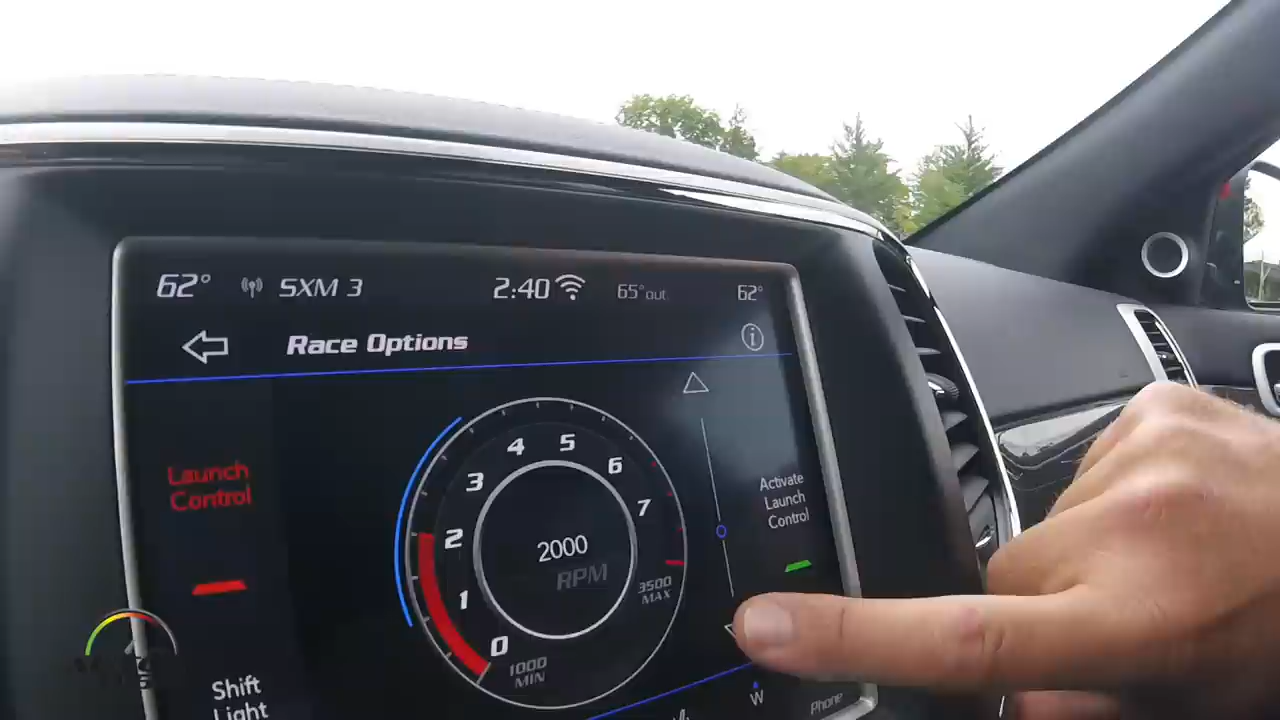 62° SXM 3 2:40 65° out 62°
Race Options
Launch
Control
Shift
Light
0
1
2
3
4
5
6
7
2000
RPM
1000
MIN
3500
MAX
Activate
Launch
Control
W
Phone